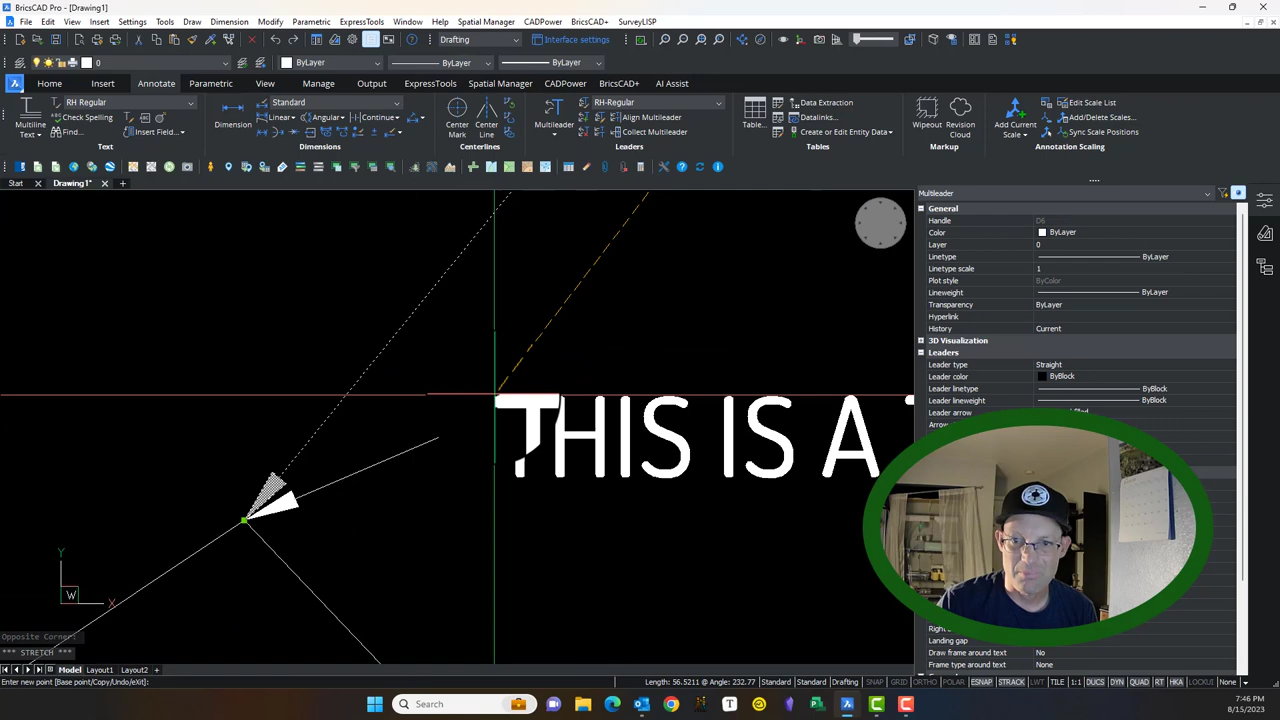 BricsCAD Pro - [Drawing1]
File Edit View Insert Settings Tools Draw Dimension Modify Parametric ExpressTools Window Help Spatial Manager CADPower BricsCAD+ SurveyLISP
Drafting Interface settings
0 ByLayer ByLayer ByLayer
Home Insert Annotate Parametric View Manage Output ExpressTools Spatial Manager CADPower BricsCAD+ AI Assist
RH Regular Standard RH-Regular Data Extraction Edit Scale List
Check Spelling Linear Angular Continue Align Multileader Datalinks... Add/Delete Scales...
Multiline Text Find... Insert Field... Dimension Center Mark Center Line Multileader Collect Multileader Table... Create or Edit Entity Data Wipeout Revision Cloud Add Current Scale Sync Scale Positions
Text Dimensions Centerlines Leaders Tables Markup Annotation Scaling
Start Drawing1*
Multileader
General
Handle D6
Color ByLayer
Layer 0
Linetype ByLayer
Linetype scale 1
Plot style ByColor
Lineweight ByLayer
Transparency ByLayer
Hyperlink
History Current
3D Visualization
Leaders
Leader type Straight
Leader color ByBlock
Leader linetype ByBlock
Leader lineweight ByBlock
Leader arrow
THIS IS A
Y
W X
Landing gap
Draw frame around text No
Frame type around text None
Opposite Corner:
*** STRETCH ***
Model Layout1 Layout2 +
Enter new point [Base point/Copy/Undo/eXit]: Length: 56.5211 @ Angle: 232.77 Standard Standard Drafting SNAP GRID ORTHO POLAR ESNAP STRACK LWT TILE 1:1 DUCS DYN QUAD RT HKA LOCKUI None
Search
7:46 PM
8/15/2023